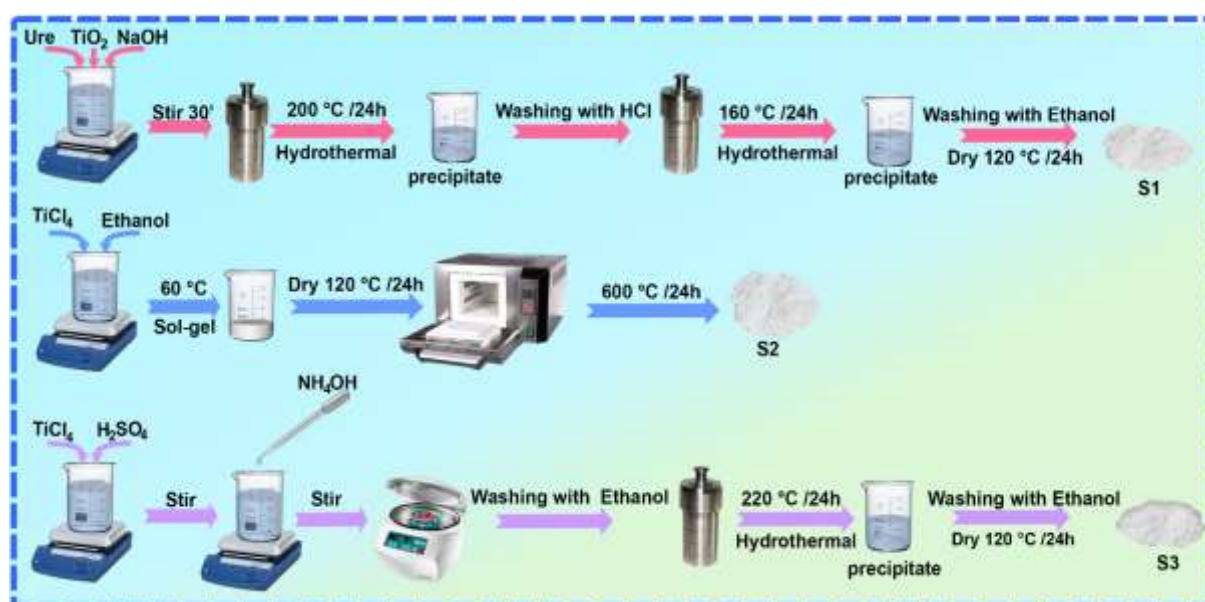 Ure TiO₂ NaOH
Stir 30'
200 °C /24h
Hydrothermal
precipitate
Washing with HCl
160 °C /24h
Hydrothermal
precipitate
Washing with Ethanol
Dry 120 °C /24h
S1
TiCl₄ Ethanol
60 °C
Sol-gel
Dry 120 °C /24h
600 °C /24h
S2
NH₄OH
TiCl₄ H₂SO₄
Stir
Stir
Washing with Ethanol
220 °C /24h
Hydrothermal
precipitate
Washing with Ethanol
Dry 120 °C /24h
S3